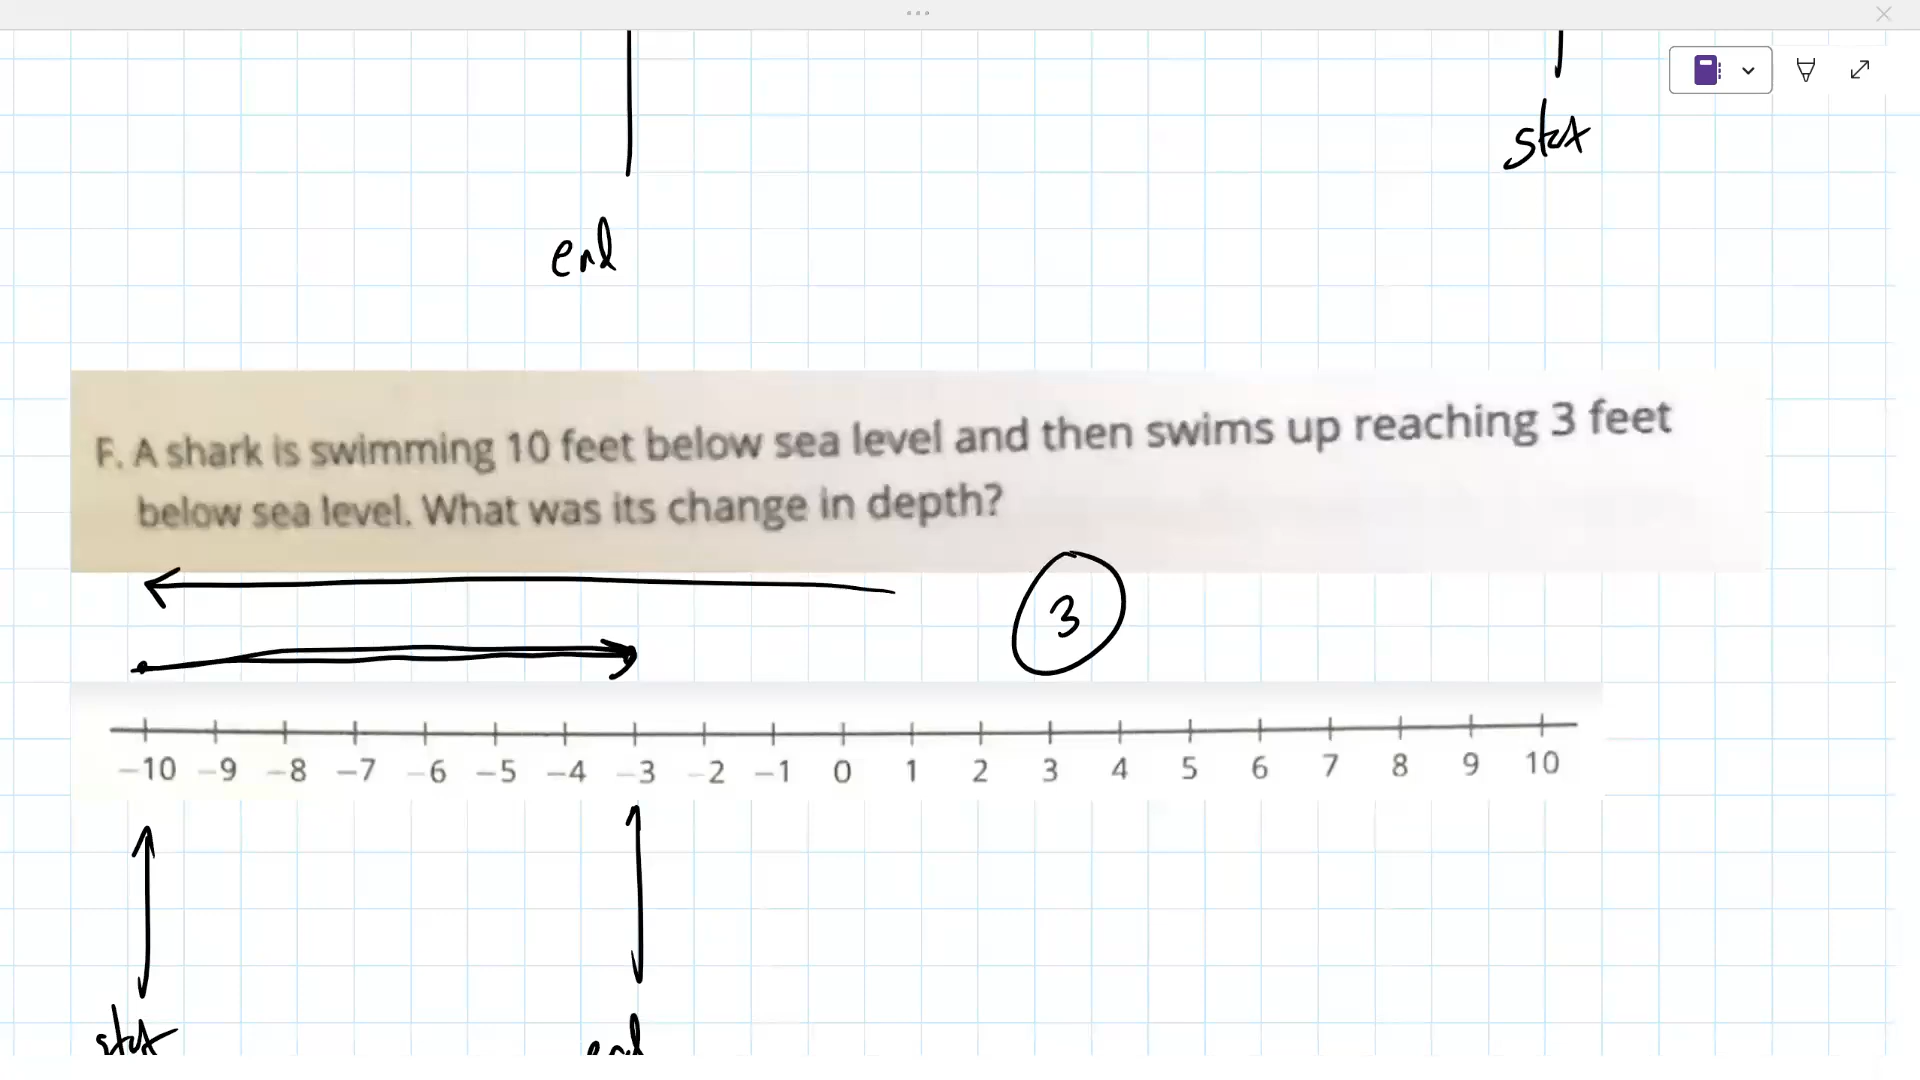 start
end
F. A shark is swimming 10 feet below sea level and then swims up reaching 3 feet
below sea level. What was its change in depth?
3
−10 −9 −8 −7 −6 −5 −4 −3 −2 −1 0 1 2 3 4 5 6 7 8 9 10
start
end